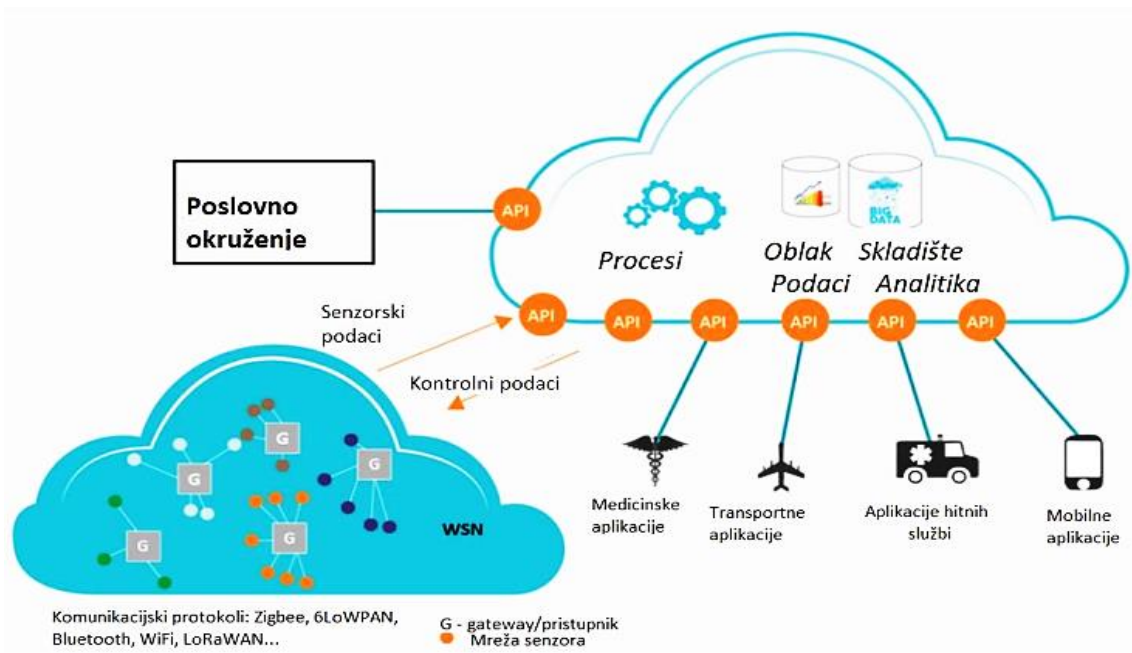 Poslovno
okruženje
API
BIG
DATA
Procesi
Oblak Skladište
Podaci Analitika
API
API
API
API
API
API
Senzorski
podaci
Kontrolni podaci
G
G
G
G
G
WSN
Medicinske
aplikacije
Transportne
aplikacije
Aplikacije hitnih
službi
Mobilne
aplikacije
Komunikacijski protokoli: Zigbee, 6LoWPAN,
Bluetooth, WiFi, LoRaWAN...
G - gateway/pristupnik
Mreža senzora